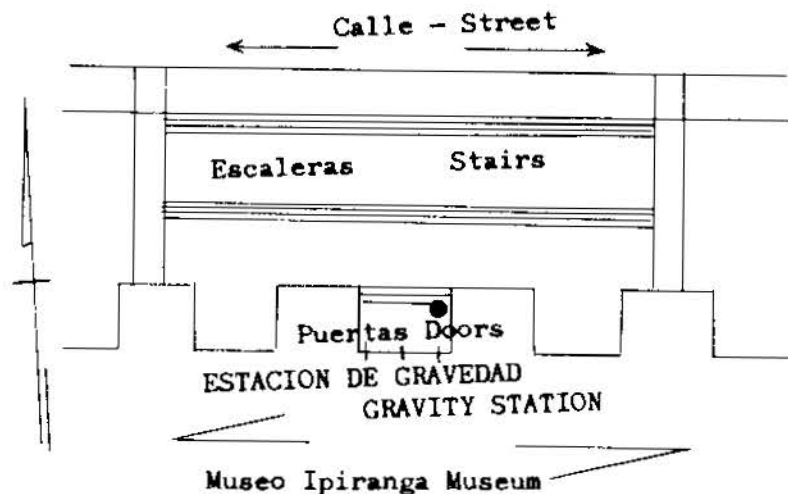 Calle - Street
Escaleras Stairs
Puertas Doors
ESTACION DE GRAVEDAD
GRAVITY STATION
Museo Ipiranga Museum